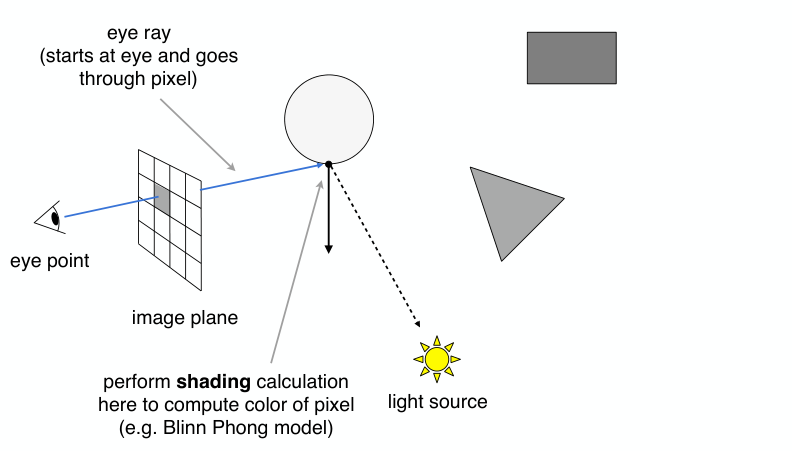 eye ray
(starts at eye and goes
through pixel)
eye point
image plane
perform shading calculation
here to compute color of pixel
(e.g. Blinn Phong model)
light source